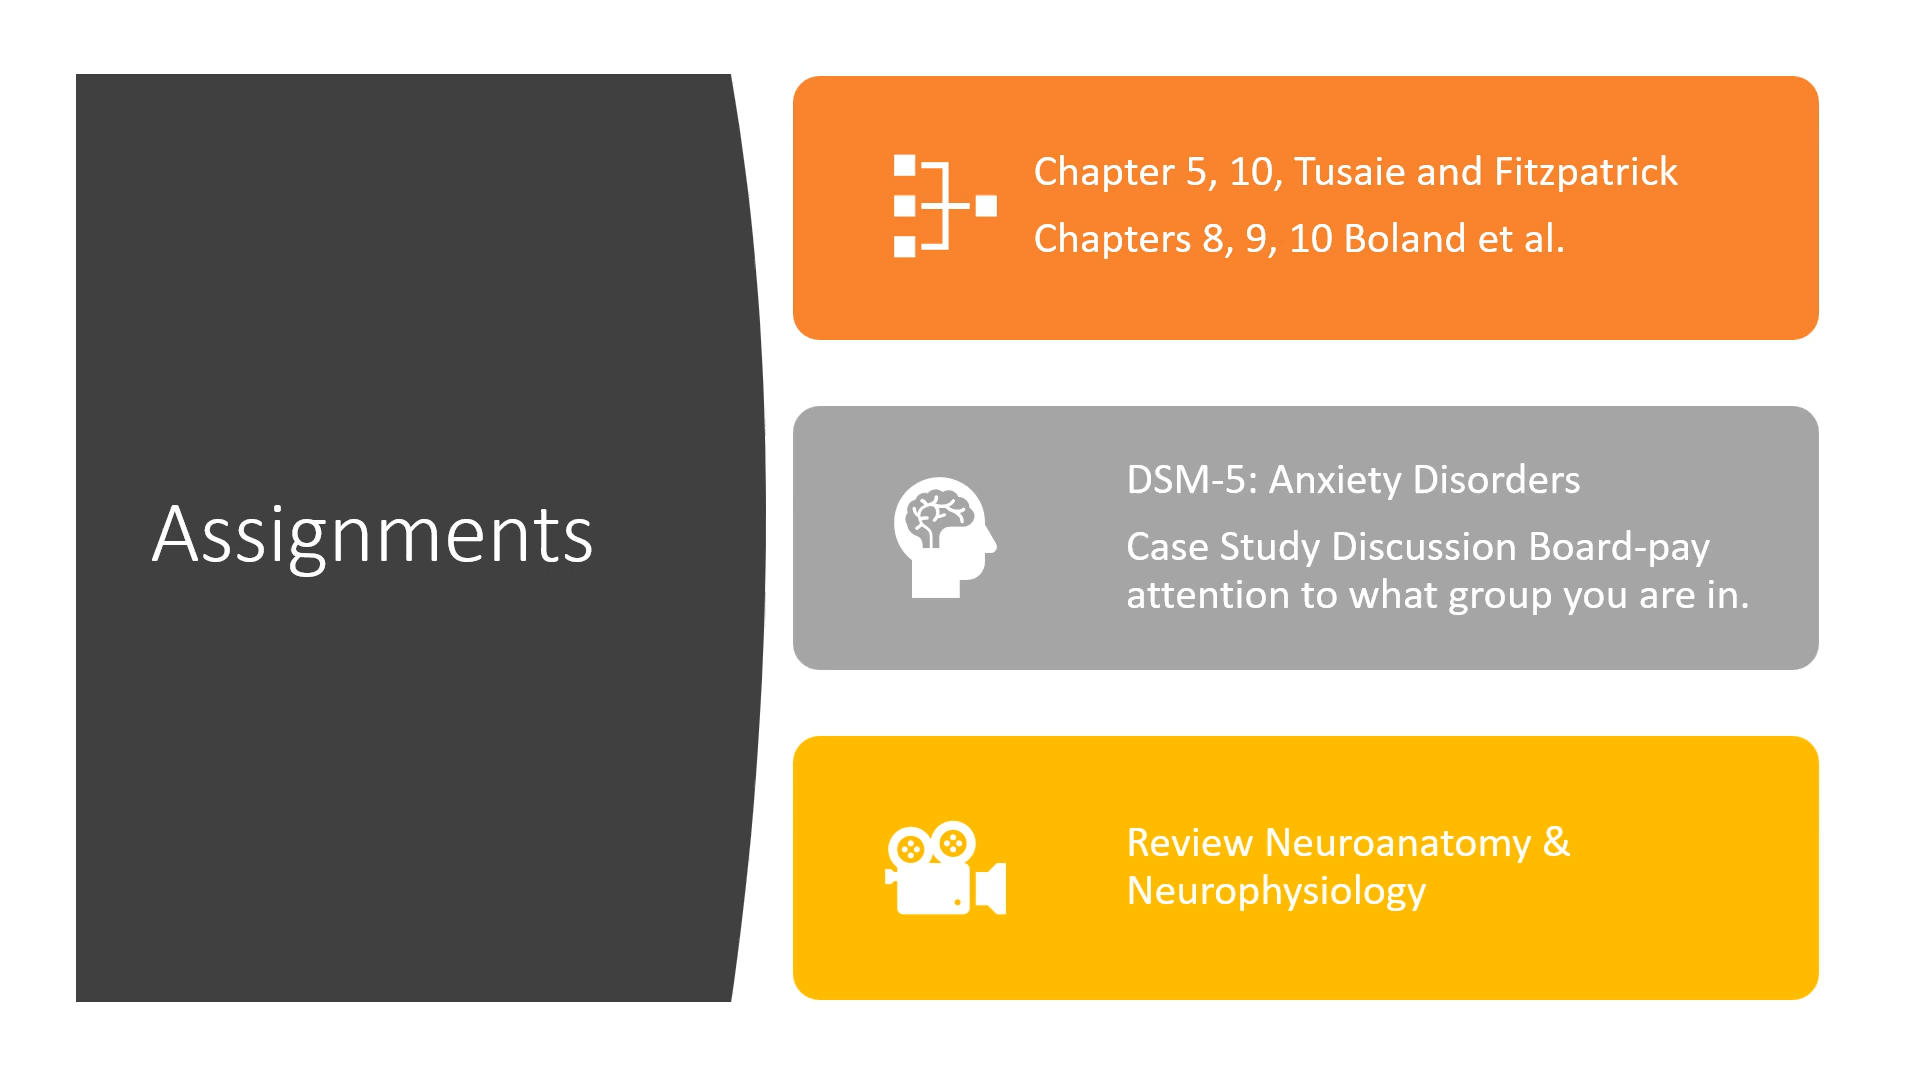 Assignments
Chapter 5, 10, Tusaie and Fitzpatrick
Chapters 8, 9, 10 Boland et al.
DSM-5: Anxiety Disorders
Case Study Discussion Board-pay
attention to what group you are in.
Review Neuroanatomy &
Neurophysiology